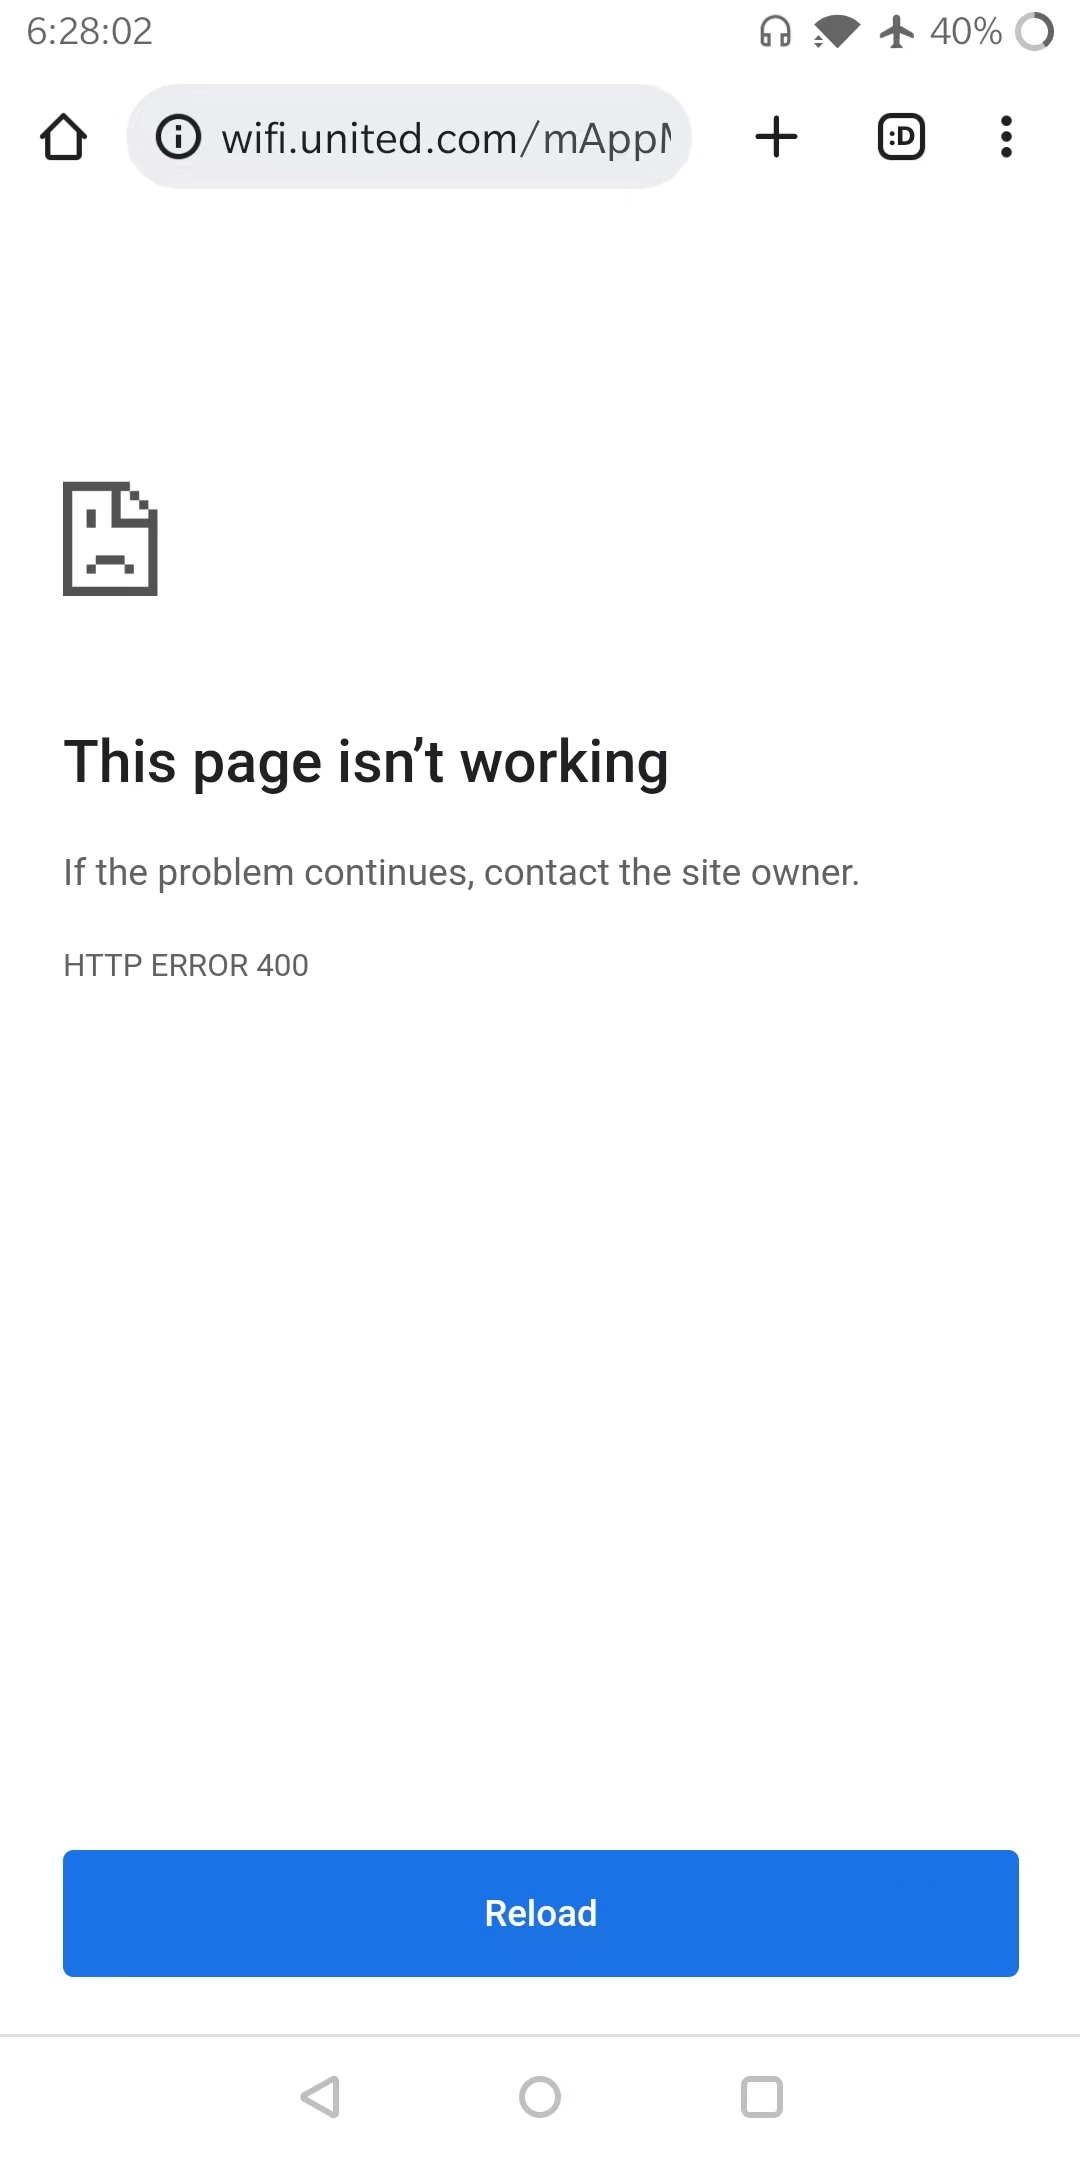 6:28:02 40%
wifi.united.com/mApp :D
This page isn’t working
If the problem continues, contact the site owner.
HTTP ERROR 400
Reload